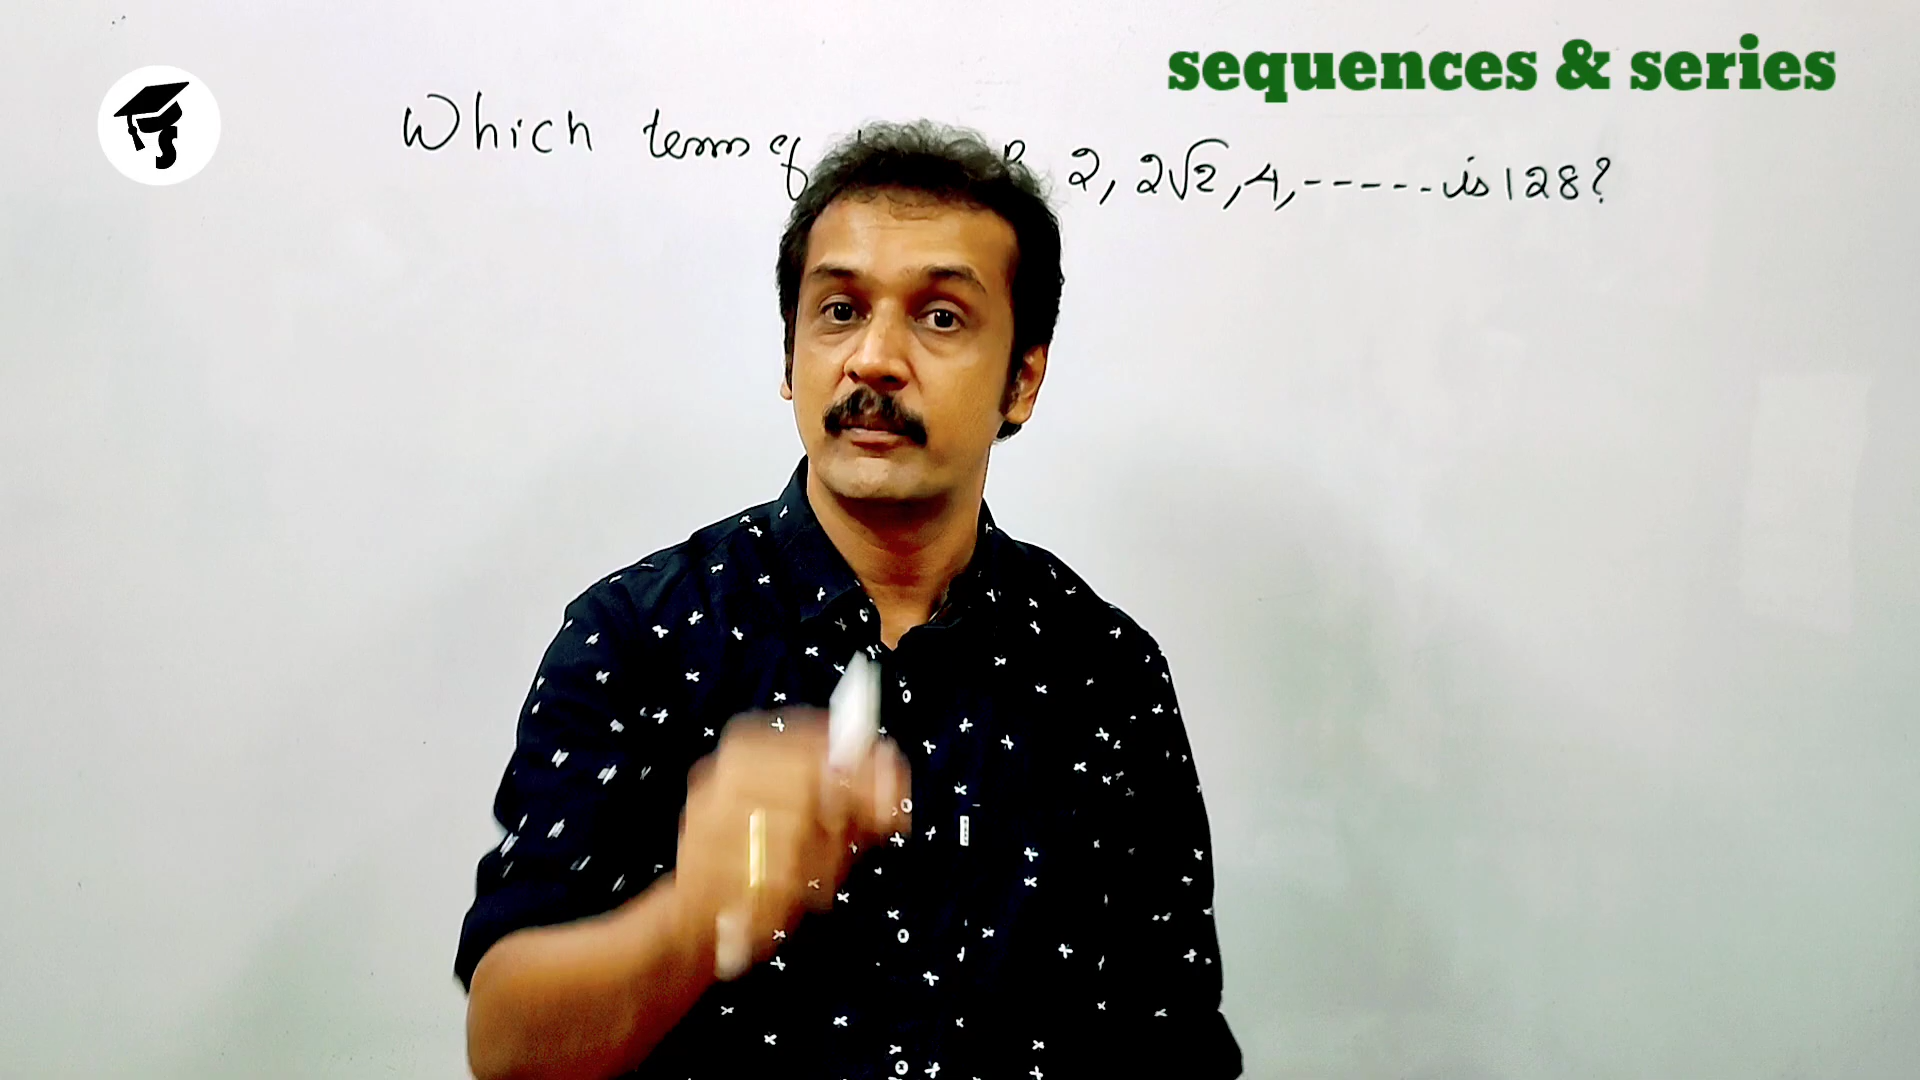 sequences & series
Which term of 2, 2√2, 4, ------ is 128?